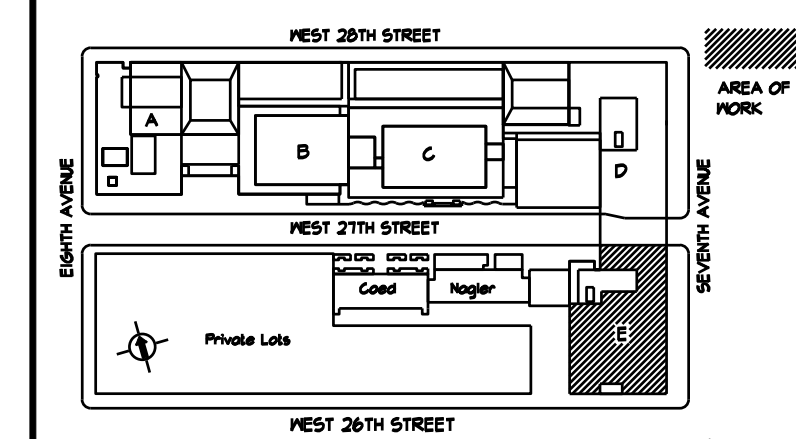 WEST 28TH STREET
AREA OF
WORK
A
B
C
D
EIGHTH AVENUE
SEVENTH AVENUE
WEST 27TH STREET
Coed
Nagler
Private Lots
E
WEST 26TH STREET